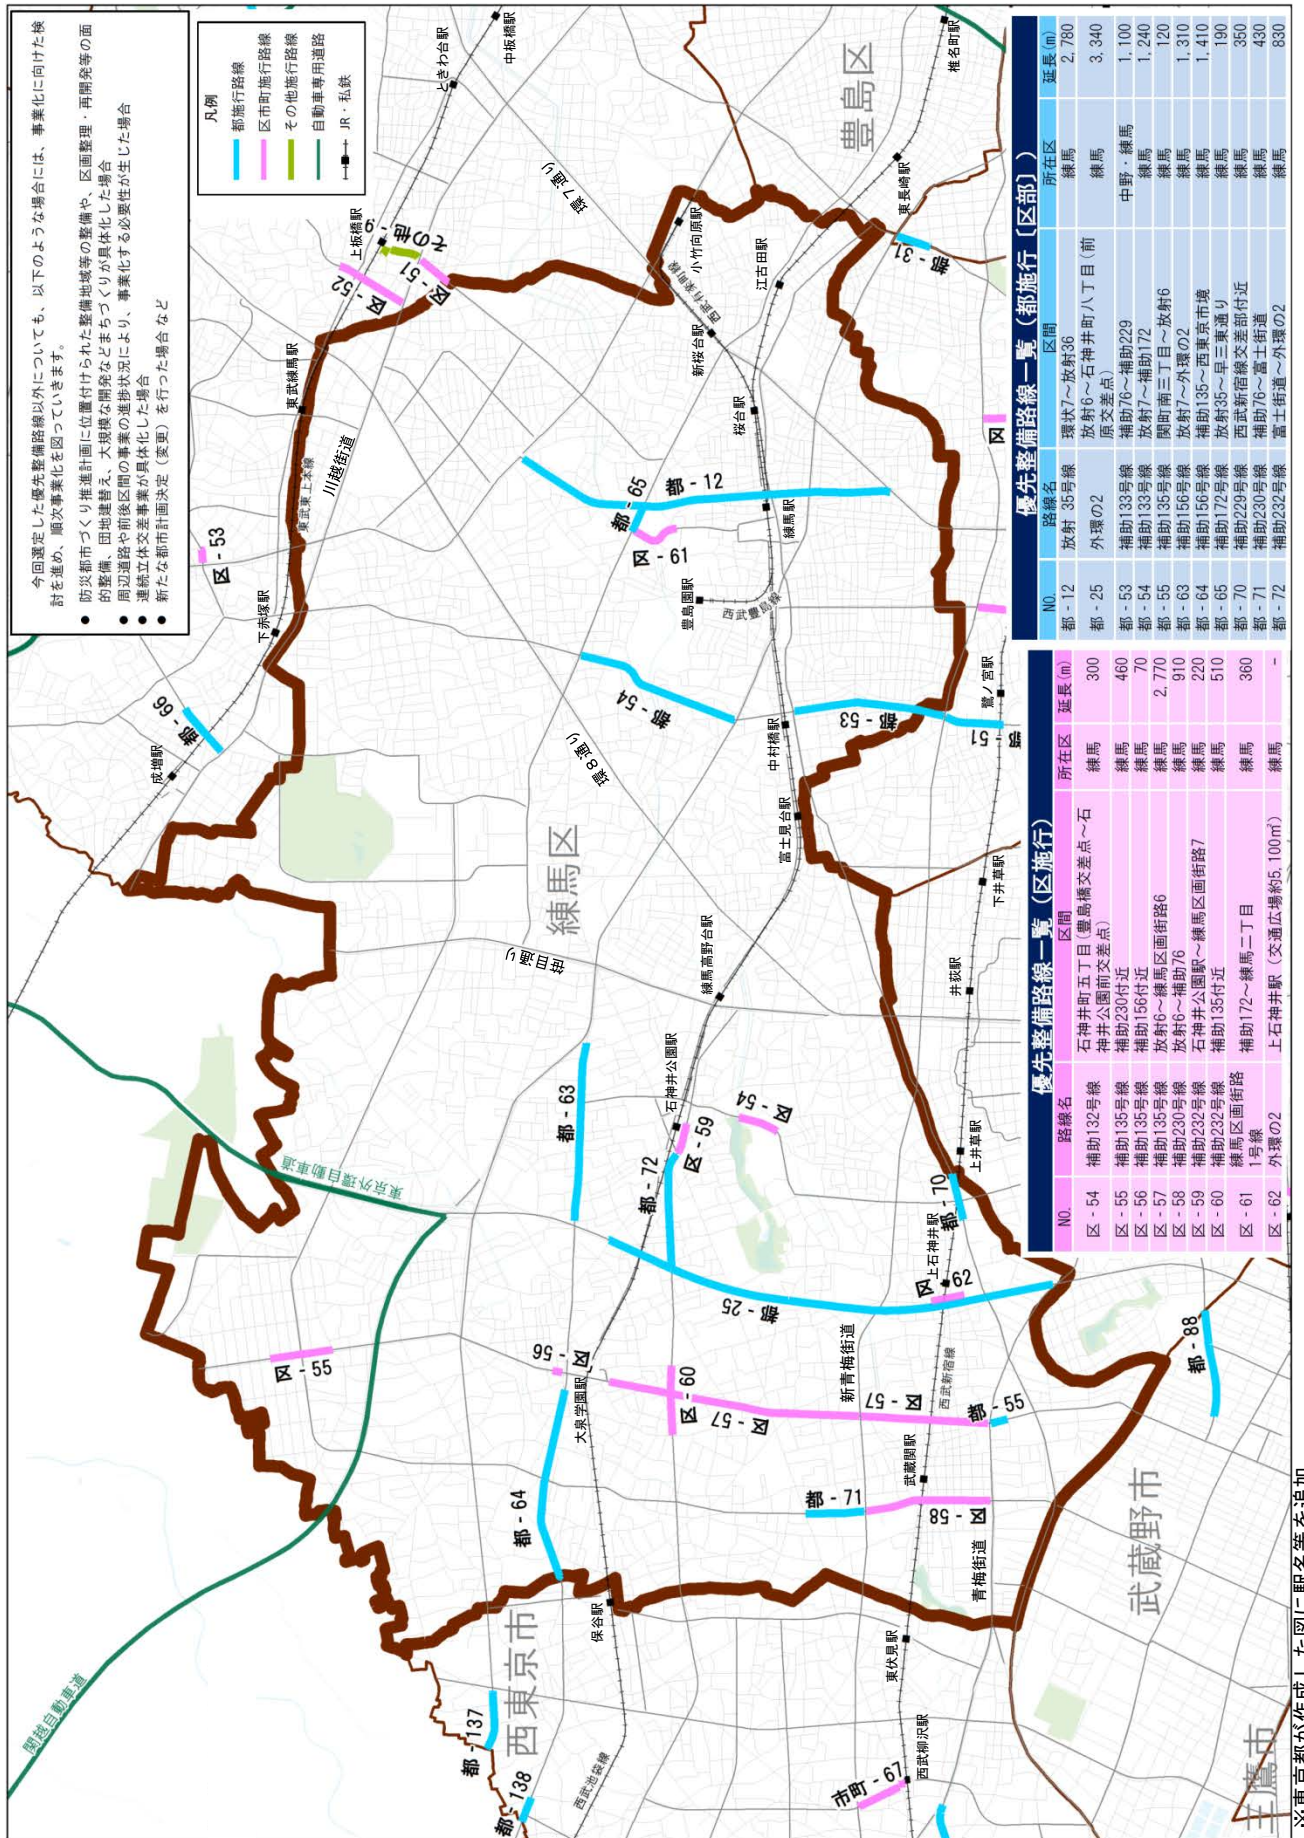 今回選定した優先整備路線以外についても、以下のような場合には、事業化に向けた検
討を進め、順次事業化を図っていきます。
● 防災都市づくり推進計画に位置付けられた整備地域等の整備や、区画整理・再開発等の面
的整備、団地建替え、大規模な開発などまちづくりが具体化した場合
● 周辺道路や前後区間の事業の進捗状況により、事業化する必要性が生じた場合
● 連続立体交差事業が具体化した場合
● 新たな都市計画決定（変更）を行った場合 など
凡例
都施行路線
区市町施行路線
その他施行路線
自動車専用道路
JR・私鉄
関越自動車道
東京外環自動車道
成増駅
都 - 66
下赤塚駅
区 - 53
東武東上本線
川越街道
東武練馬駅
区 - 52
上板橋駅
その他 - 9
区 - 51
ときわ台駅
中板橋駅
環７通り
豊島区
練馬区
環８通り
笹目通り
都 - 54
都 - 65
都 - 12
区 - 61
豊島園駅
西武豊島線
練馬駅
桜台駅
新桜台駅
西武有楽町線
小竹向原駅
江古田駅
東長崎駅
椎名町駅
都 - 31
区
都 - 137
都 - 138
西東京市
西武池袋線
保谷駅
都 - 64
区 - 55
区 - 56
大泉学園駅
区 - 60
区 - 57
都 - 63
都 - 72
石神井公園駅
区 - 59
区 - 54
練馬高野台駅
富士見台駅
中村橋駅
都 - 53
都 - 51
鷺ノ宮駅
下井草駅
井荻駅
上井草駅
都 - 70
上石神井駅
区 - 62
都 - 25
新青梅街道
区 - 57
西武新宿線
都 - 55
武蔵関駅
都 - 71
区 - 58
青梅街道
東伏見駅
西武柳沢駅
市町 - 67
都 - 88
武蔵野市
三鷹市
優先整備路線一覧（区施行）
NO. 路線名 区間 所在区 延長(m)
区 - 54 補助132号線 石神井町五丁目（豊島橋交差点～石
神井公園前交差点） 練馬 300
区 - 55 補助135号線 補助230付近 練馬 460
区 - 56 補助135号線 補助156付近 練馬 70
区 - 57 補助135号線 放射6～練馬区画街路6 練馬 2,770
区 - 58 補助230号線 放射6～補助76 練馬 910
区 - 59 補助232号線 石神井公園駅～練馬区画街路7 練馬 220
区 - 60 補助232号線 補助135付近 練馬 510
区 - 61 練馬区画街路
1号線 補助172～練馬二丁目 練馬 360
区 - 62 外環の2 上石神井駅（交通広場約5,100㎡） 練馬 -
優先整備路線一覧（都施行〔区部〕）
NO. 路線名 区間 所在区 延長(m)
都 - 12 放射 35号線 環状7～放射36 練馬 2,780
都 - 25 外環の2 放射6～石神井町八丁目（前
原交差点） 練馬 3,340
都 - 53 補助133号線 補助76～補助229 中野・練馬 1,100
都 - 54 補助133号線 放射7～補助172 練馬 1,240
都 - 55 補助135号線 関町南三丁目～放射6 練馬 120
都 - 63 補助156号線 放射7～外環の2 練馬 1,310
都 - 64 補助156号線 補助135～西東京市境 練馬 1,410
都 - 65 補助172号線 放射35～早三東通り 練馬 190
都 - 70 補助229号線 西武新宿線交差部付近 練馬 350
都 - 71 補助230号線 補助76～富士街道 練馬 430
都 - 72 補助232号線 富士街道～外環の2 練馬 830
※東京都が作成した図に駅名等を追加